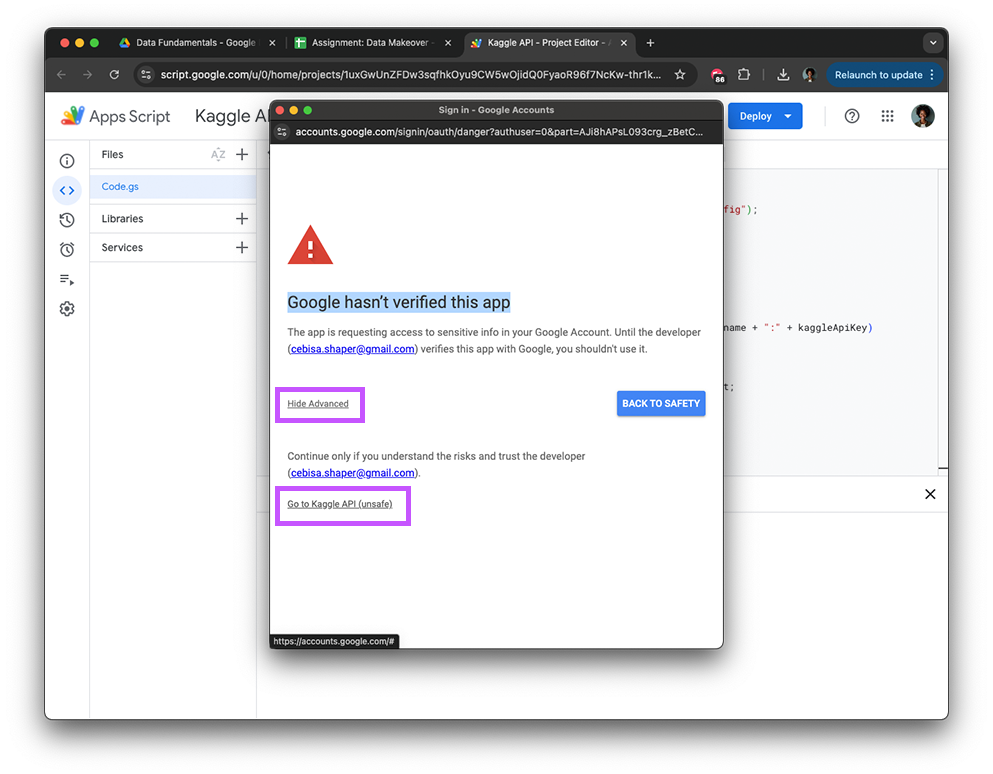 Data Fundamentals - Google
Assignment: Data Makeover -
Kaggle API - Project Editor -
script.google.com/u/0/home/projects/1uxGwUnZFDw3sqfhkOyu9CW5wOjidQ0FyaoR96f7NcKw-thr1k...
86
Relaunch to update
Apps Script
Kaggle AP
Deploy
Sign in - Google Accounts
accounts.google.com/signin/oauth/danger?authuser=0&part=AJi8hAPsL093crg_zBetC...
Files
AZ
Code.gs
Libraries
Services
fig");
name + ":" + kaggleApiKey)
t;
Google hasn't verified this app
The app is requesting access to sensitive info in your Google Account. Until the developer
(cebisa.shaper@gmail.com) verifies this app with Google, you shouldn't use it.
Hide Advanced
BACK TO SAFETY
Continue only if you understand the risks and trust the developer
(cebisa.shaper@gmail.com).
Go to Kaggle API (unsafe)
https://accounts.google.com/#